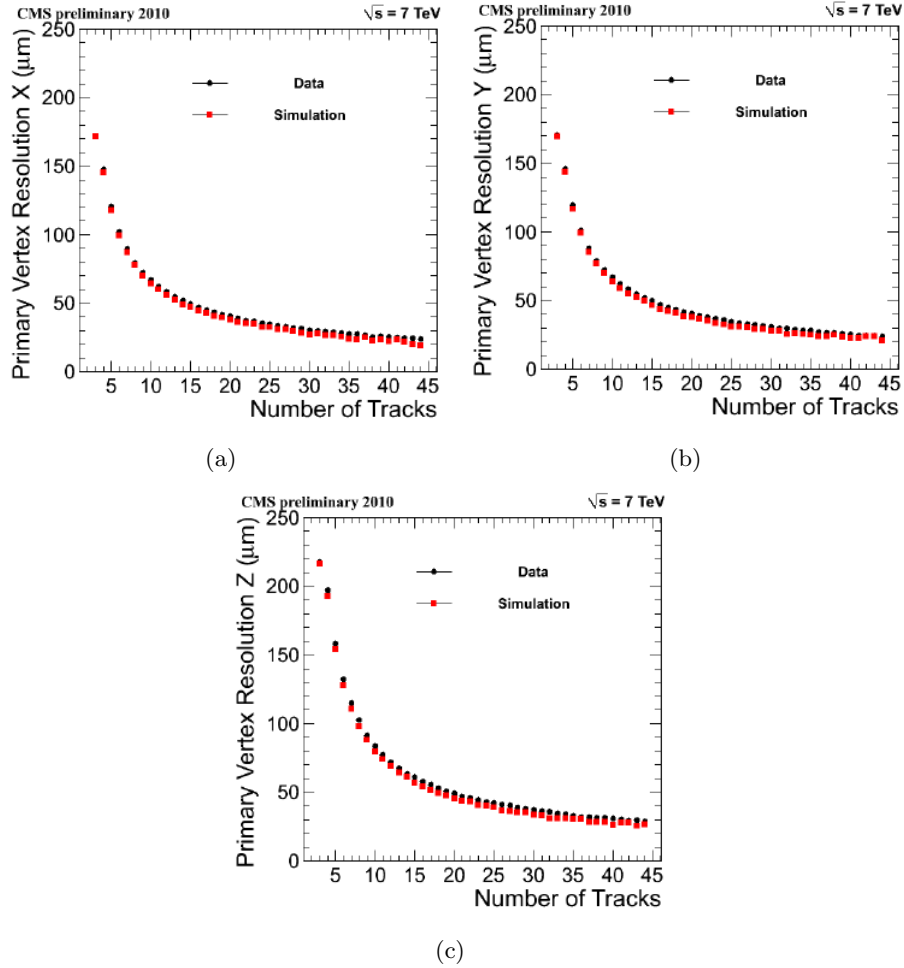 CMS preliminary 2010 √s = 7 TeV
Primary Vertex Resolution X (μm)
250
200
150
100
50
0
Data
Simulation
5 10 15 20 25 30 35 40 45
Number of Tracks
(a)
CMS preliminary 2010 √s = 7 TeV
Primary Vertex Resolution Y (μm)
250
200
150
100
50
0
Data
Simulation
5 10 15 20 25 30 35 40 45
Number of Tracks
(b)
CMS preliminary 2010 √s = 7 TeV
Primary Vertex Resolution Z (μm)
250
200
150
100
50
0
Data
Simulation
5 10 15 20 25 30 35 40 45
Number of Tracks
(c)